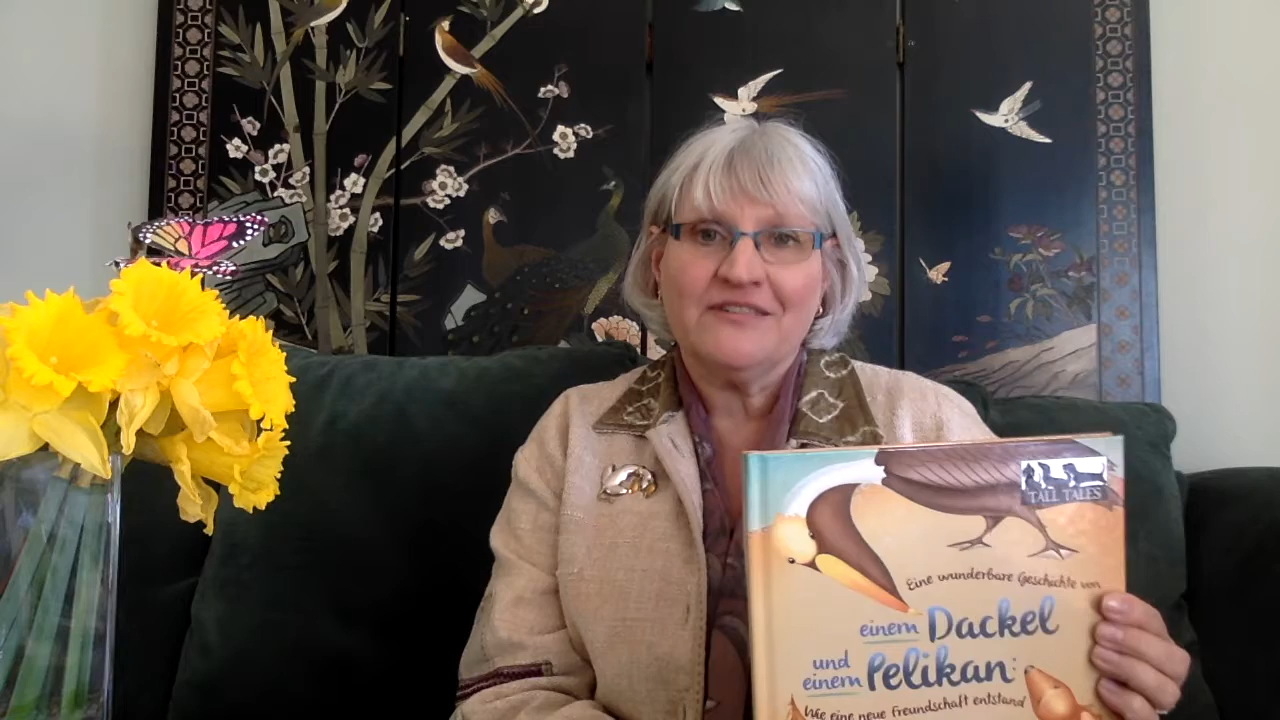 TALL TALES
Eine wunderbare Geschichte von
einem Dackel
und
einem Pelikan:
Wie eine neue Freundschaft entstand